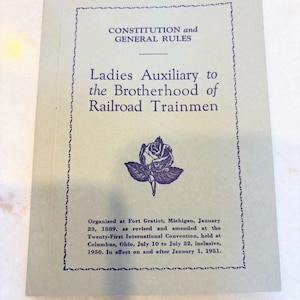 CONSTITUTION and
GENERAL RULES
Ladies Auxiliary to
the Brotherhood of
Railroad Trainmen
Organized at Fort Gratiot, Michigan, January
23, 1889, as revised and amended at the
Twenty-First International Convention, held at
Columbus, Ohio, July 10 to July 22, inclusive,
1950. In effect on and after January 1, 1951.